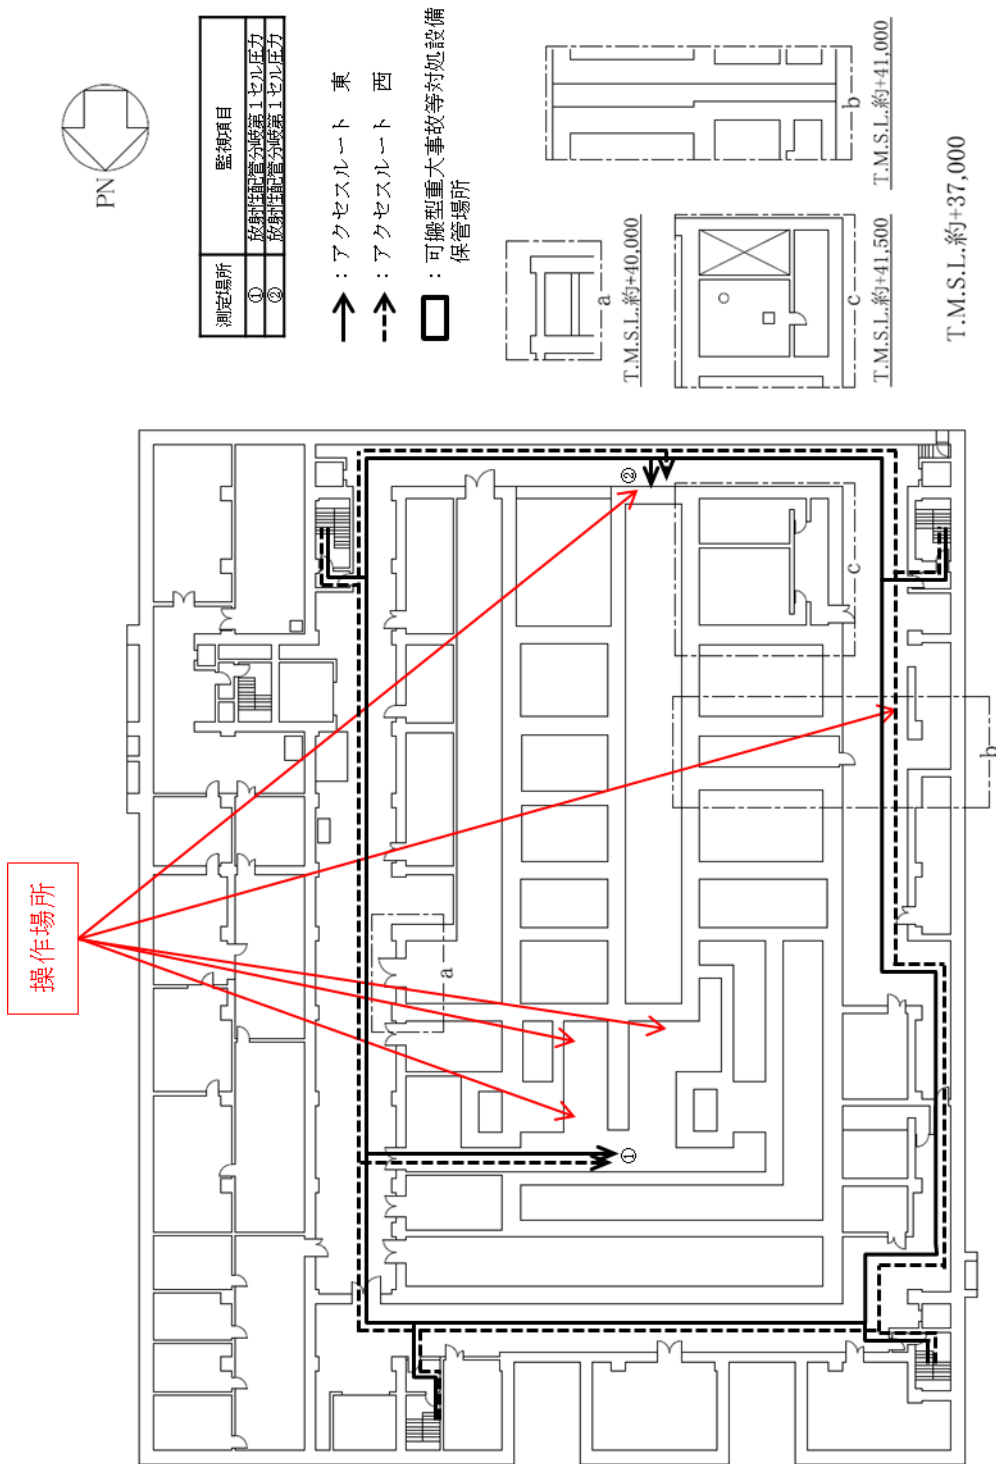 PN
測定場所 監視項目
① 放射性配管分岐第1セル圧力
② 放射性配管分岐第1セル圧力
：アクセスルート 東
：アクセスルート 西
：可搬型重大事故等対処設備
保管場所
a
T.M.S.L.約+40,000
b
T.M.S.L.約+41,000
c
T.M.S.L.約+41,500
T.M.S.L.約+37,000
操作場所
②
c
b
a
①